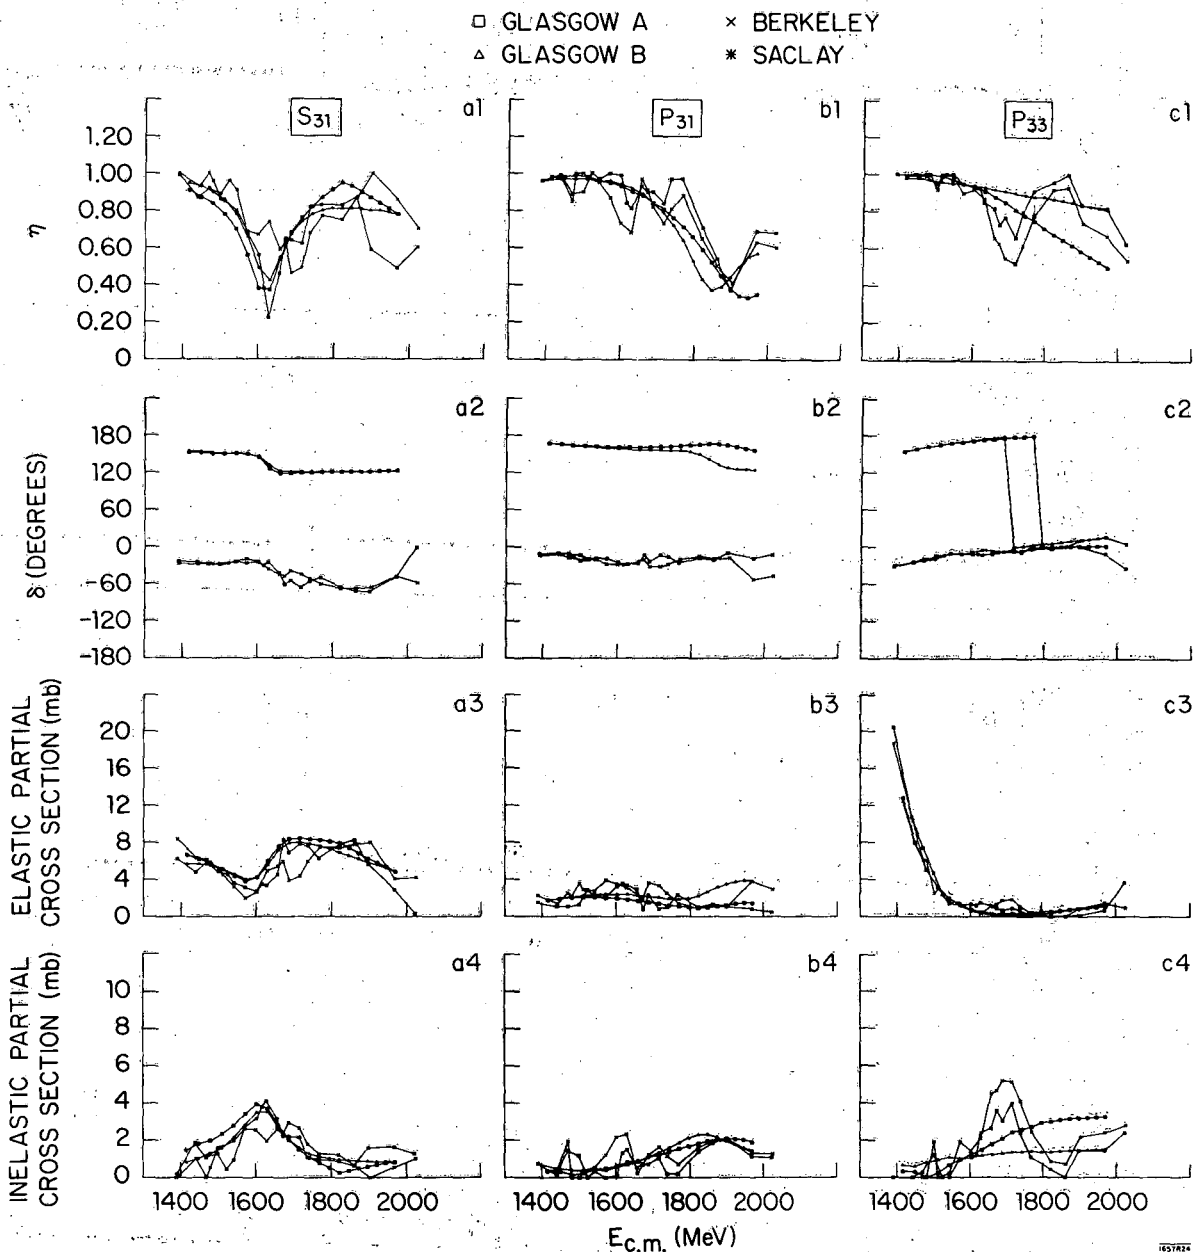 □ GLASGOW A × BERKELEY
△ GLASGOW B * SACLAY
S31 a1
P31 b1
P33 c1
η
1.20
1.00
0.80
0.60
0.40
0.20
0
a2 b2 c2
δ (DEGREES)
180
120
60
0
-60
-120
-180
a3 b3 c3
ELASTIC PARTIAL
CROSS SECTION (mb)
20
16
12
8
4
0
a4 b4 c4
INELASTIC PARTIAL
CROSS SECTION (mb)
10
8
6
4
2
0
1400 1600 1800 2000 1400 1600 1800 2000 1400 1600 1800 2000
Ec.m. (MeV)